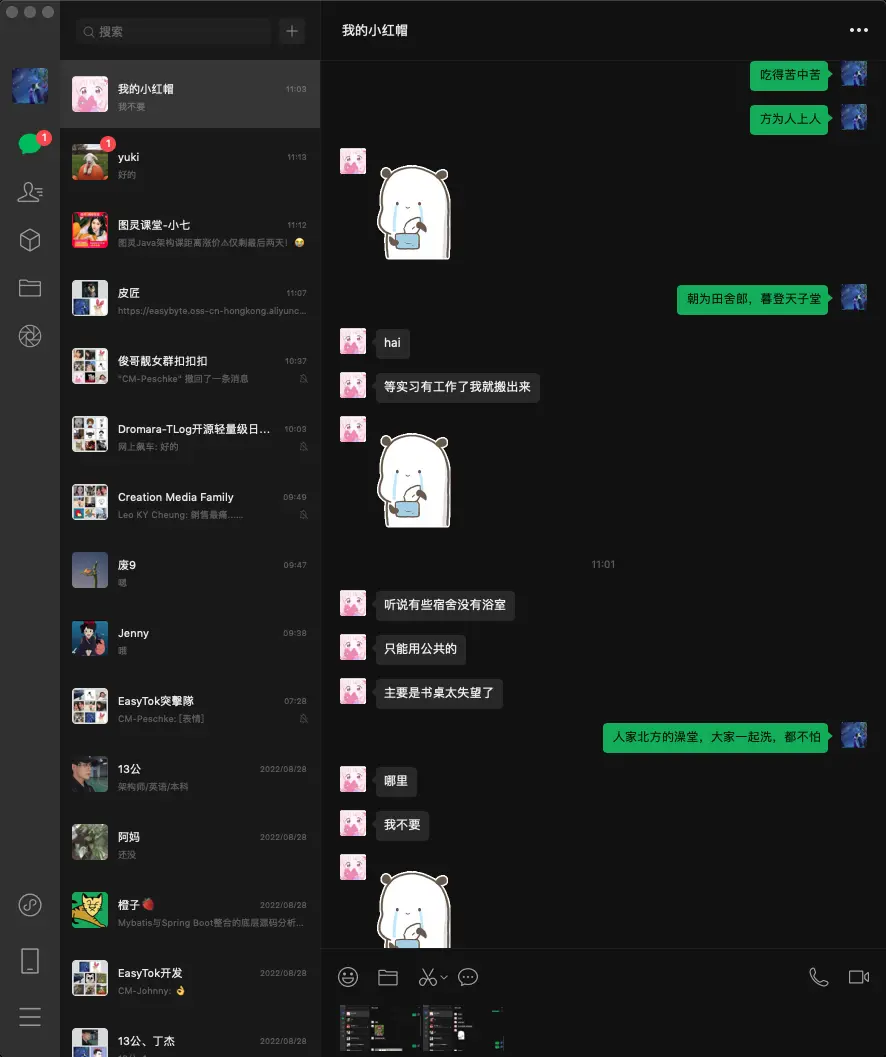 搜索
我的小红帽
11:03
我不要
1
1
yuki
11:13
好的
图灵课堂-小七
11:12
图灵Java架构课距离涨价⚠仅剩最后两天！😭
皮匠
11:07
https://easybyte.oss-cn-hongkong.aliyunc...
俊哥靓女群扣扣扣
10:37
"CM-Peschke" 撤回了一条消息
Dromara-TLog开源轻量级日...
10:03
网上飙车: 好的
Creation Media Family
09:49
Leo KY Cheung: 銷售最痛......
废9
09:47
嗯
Jenny
09:38
哦
EasyTok突擊隊
07:28
CM-Peschke: [表情]
13公
2022/08/28
架构师/英语/本科
阿妈
2022/08/28
还没
橙子🍓
2022/08/28
Mybatis与Spring Boot整合的底层源码分析...
EasyTok开发
2022/08/28
CM-Johnny: 👌
13公、丁杰
2022/08/28
我的小红帽
吃得苦中苦
方为人上人
朝为田舍郎，暮登天子堂
hai
等实习有工作了我就搬出来
11:01
听说有些宿舍没有浴室
只能用公共的
主要是书桌太失望了
人家北方的澡堂，大家一起洗，都不怕
哪里
我不要